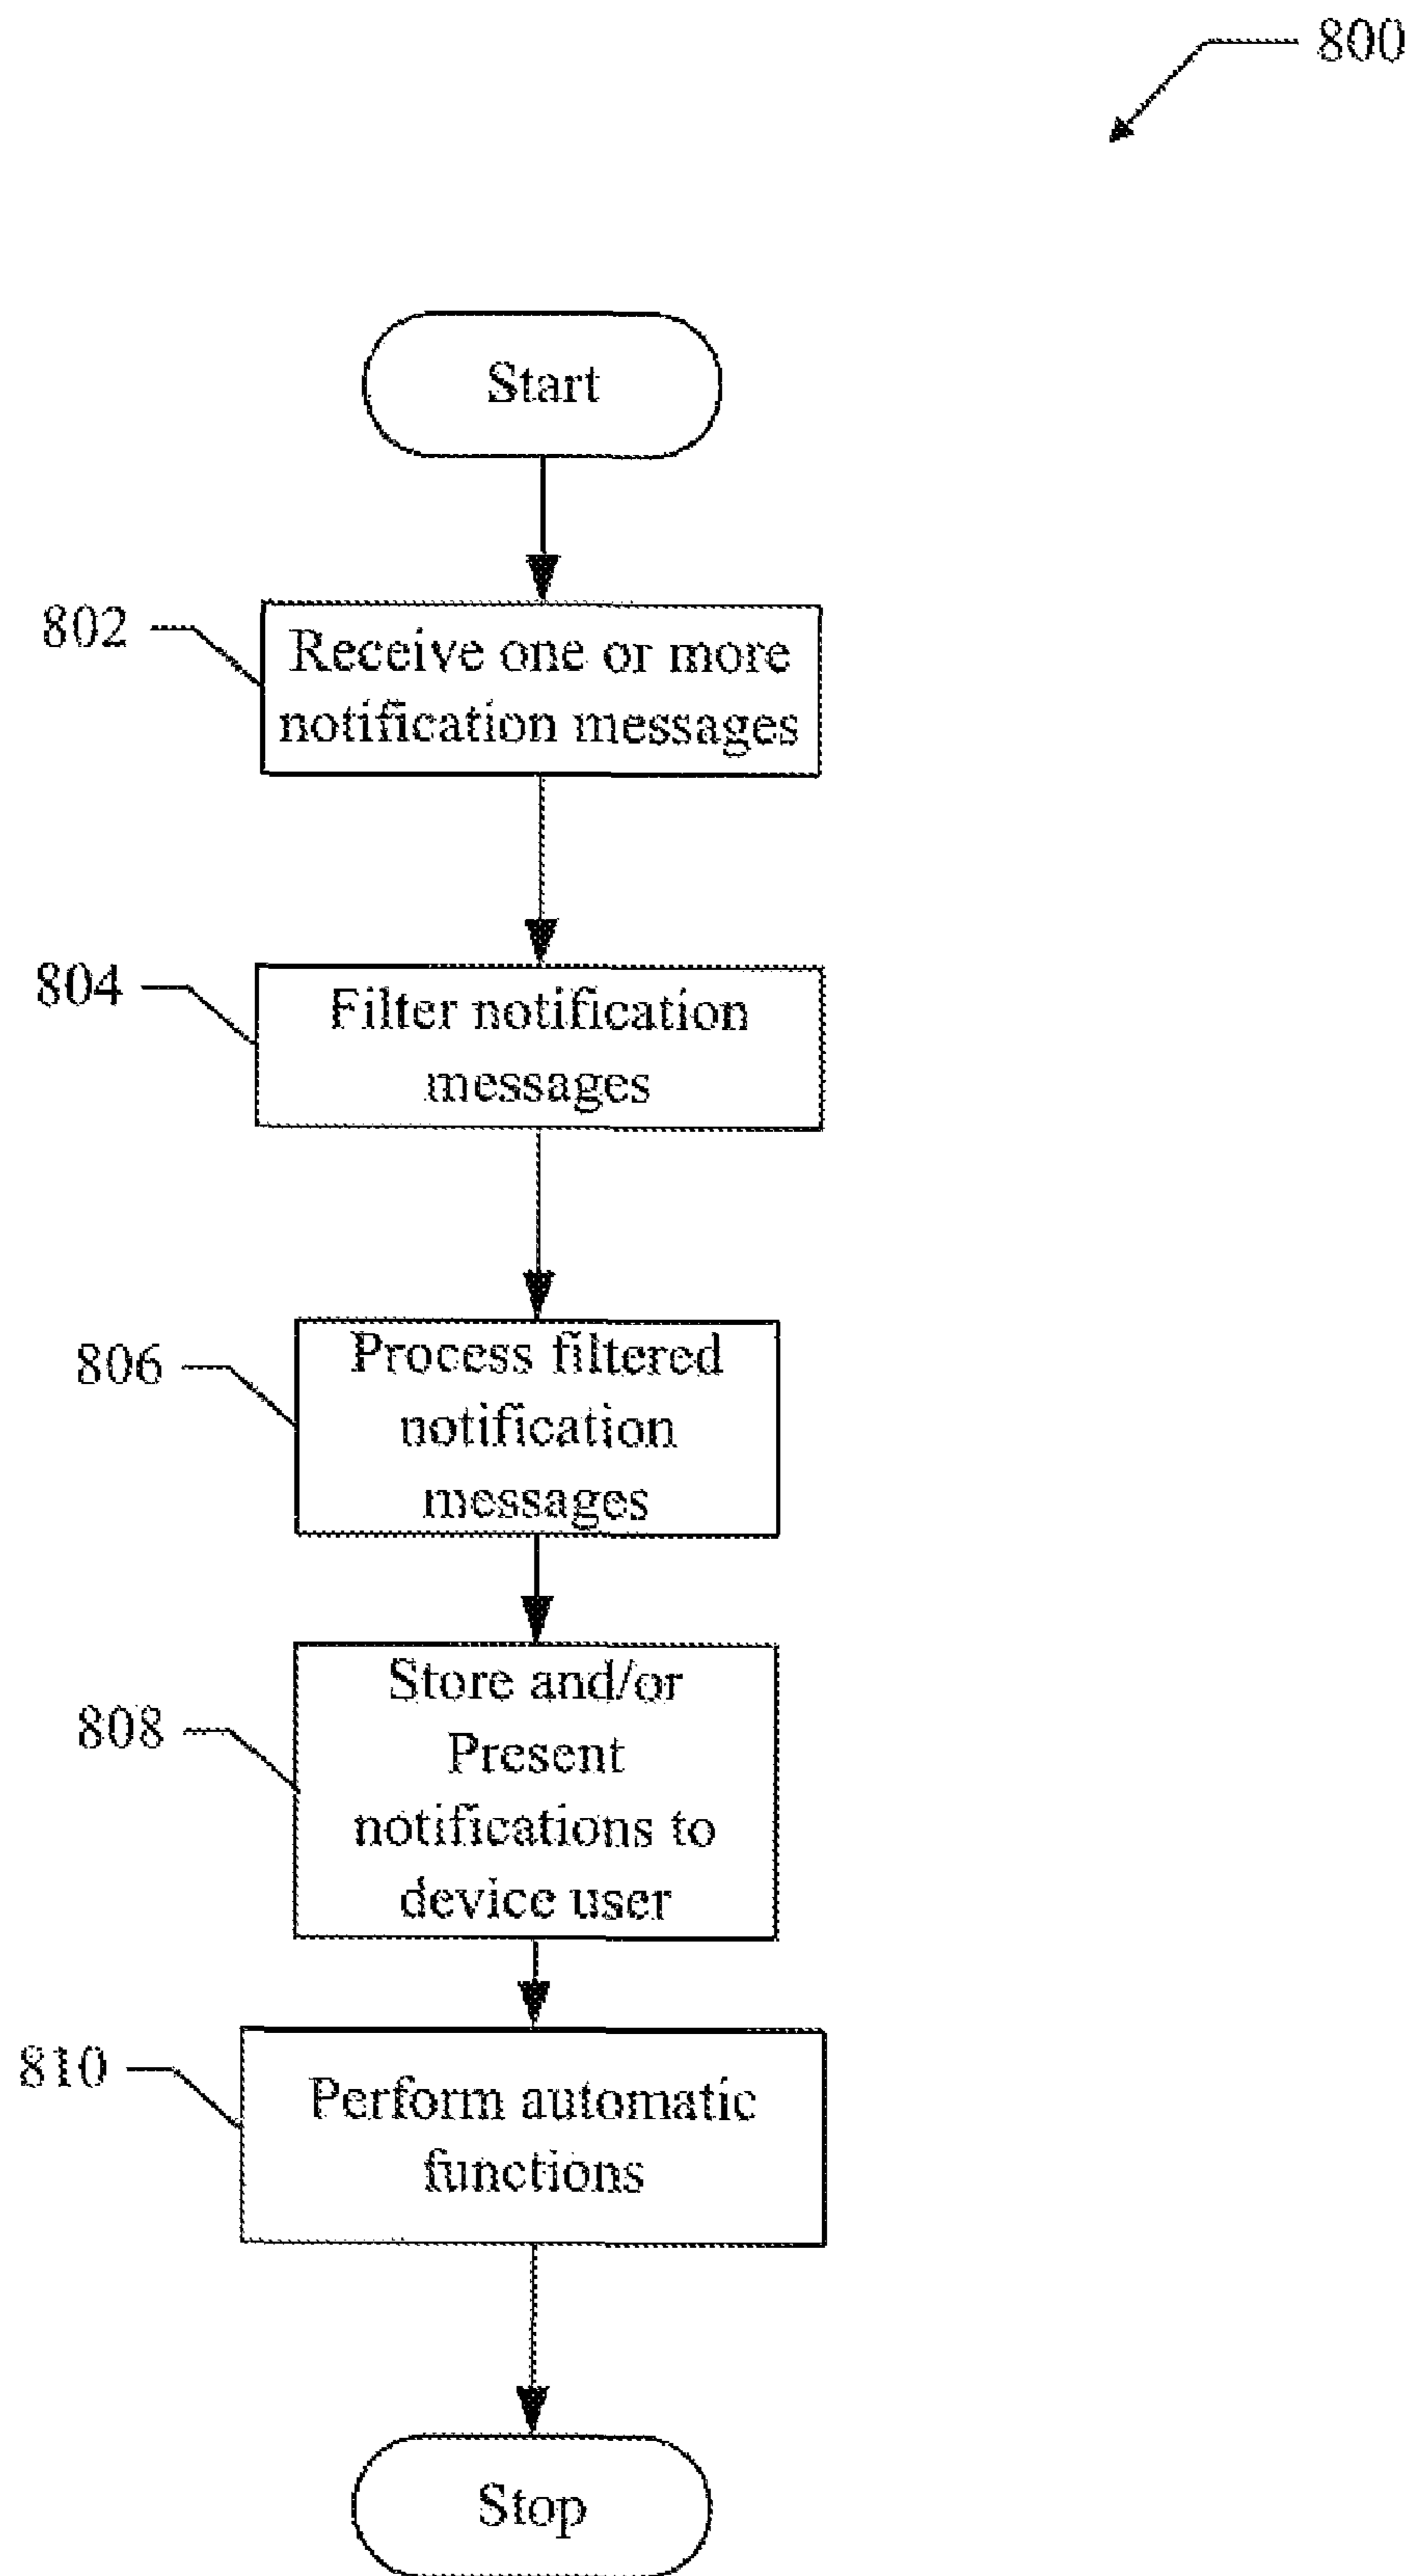 800
Start
802
Receive one or more
notification messages
804
Filter notification
messages
806
Process filtered
notification
messages
808
Store and/or
Present
notifications to
device user
810
Perform automatic
functions
Stop